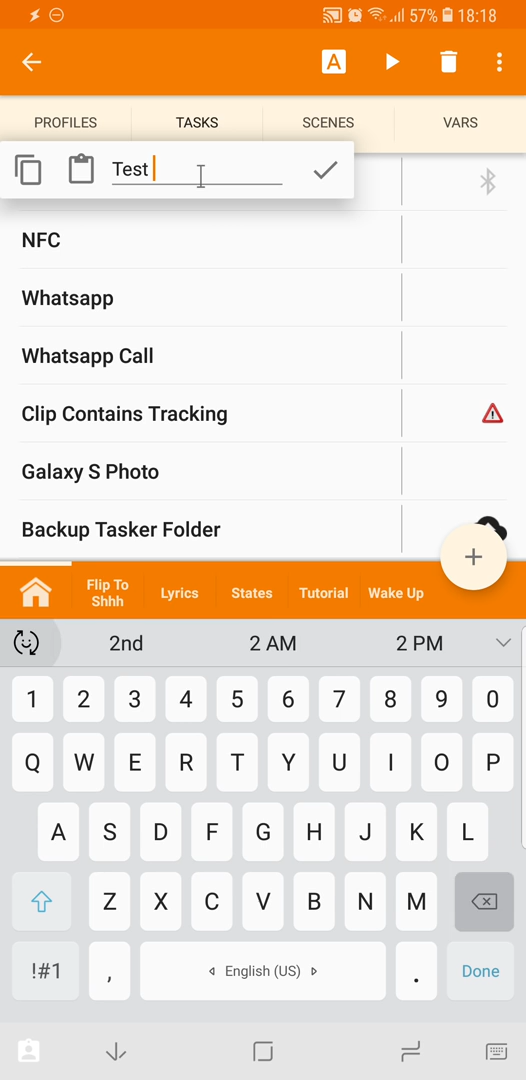 57% 18:18
A
PROFILES TASKS SCENES VARS
Test
NFC
Whatsapp
Whatsapp Call
Clip Contains Tracking
Galaxy S Photo
Backup Tasker Folder
+
Flip To Shhh Lyrics States Tutorial Wake Up
2nd 2 AM 2 PM
1 2 3 4 5 6 7 8 9 0
Q W E R T Y U I O P
A S D F G H J K L
Z X C V B N M
!#1 , English (US) . Done